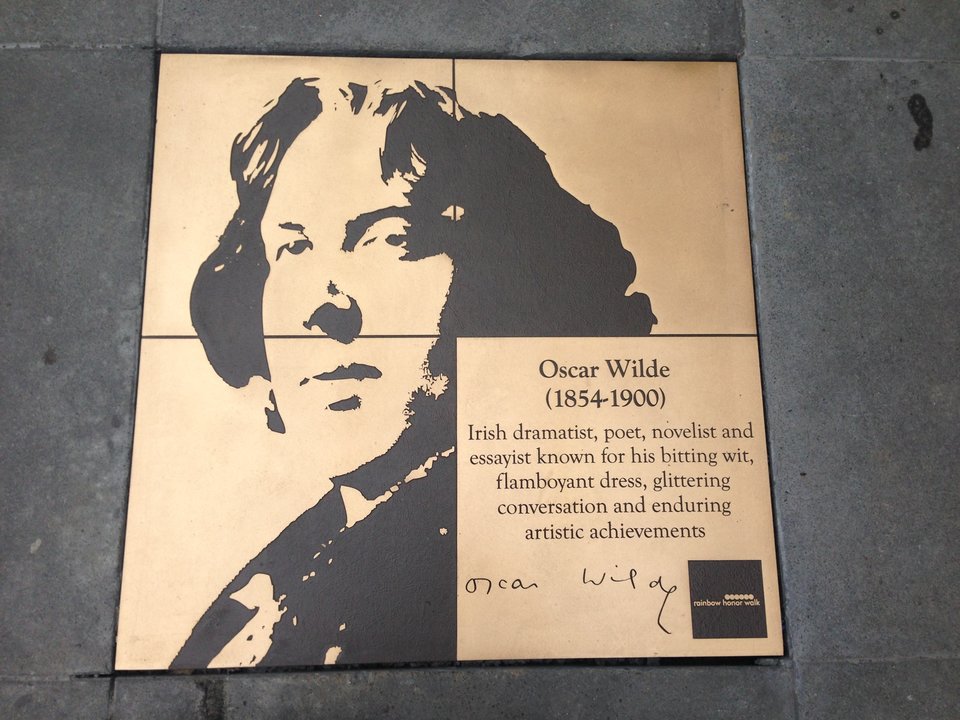 Oscar Wilde
(1854-1900)
Irish dramatist, poet, novelist and
essayist known for his bitting wit,
flamboyant dress, glittering
conversation and enduring
artistic achievements
Oscar Wilde
rainbow honor walk